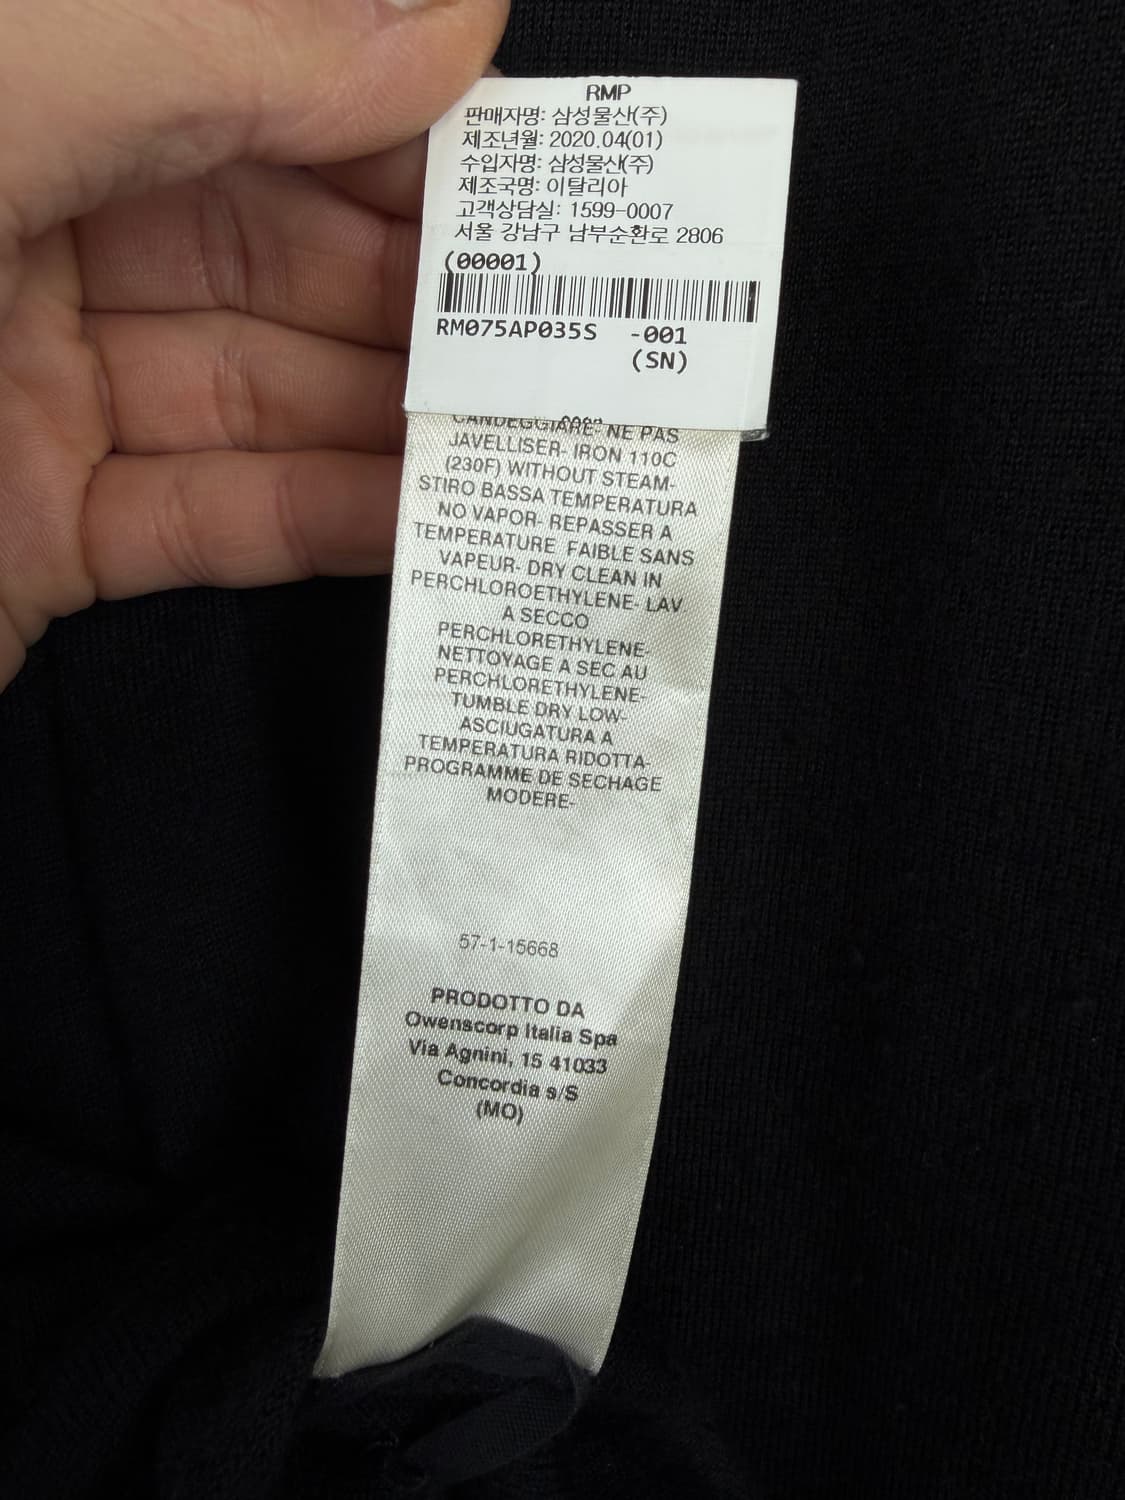 RMP
판매자명: 삼성물산(주)
제조년월: 2020.04(01)
수입자명: 삼성물산(주)
제조국명: 이탈리아
고객상담실: 1599-0007
서울 강남구 남부순환로 2806
(00001)
RM075AP035S -001
(SN)
CANDEGGIARE- NE PAS
JAVELLISER- IRON 110C
(230F) WITHOUT STEAM-
STIRO BASSA TEMPERATURA
NO VAPOR- REPASSER A
TEMPERATURE FAIBLE SANS
VAPEUR- DRY CLEAN IN
PERCHLOROETHYLENE- LAV
A SECCO
PERCHLORETHYLENE-
NETTOYAGE A SEC AU
PERCHLORETHYLENE-
TUMBLE DRY LOW-
ASCIUGATURA A
TEMPERATURA RIDOTTA-
PROGRAMME DE SECHAGE
MODERE-
57-1-15668
PRODOTTO DA
Owenscorp Italia Spa
Via Agnini, 15 41033
Concordia s/S
(MO)